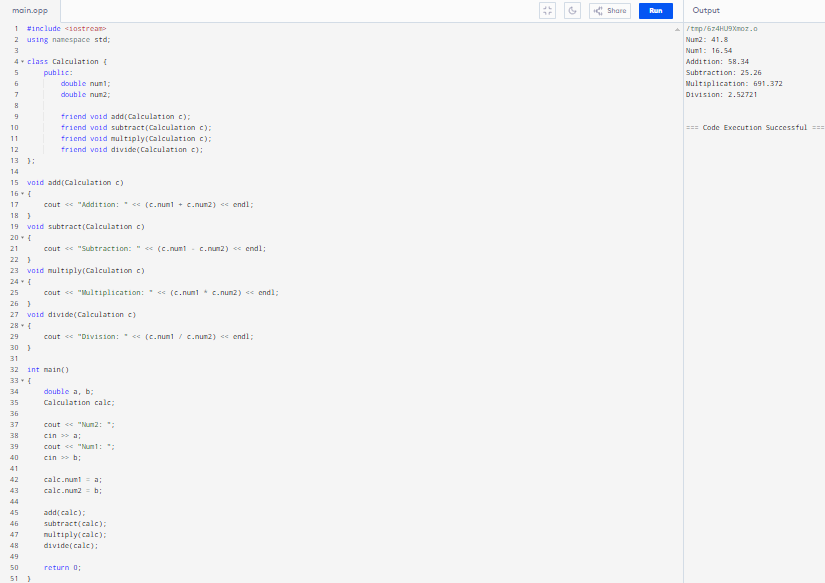 main.cpp
Share
Run
Output
1 #include <iostream>
2 using namespace std;
3
4 class Calculation {
5 public:
6 double num1;
7 double num2;
8
9 friend void add(Calculation c);
10 friend void subtract(Calculation c);
11 friend void multiply(Calculation c);
12 friend void divide(Calculation c);
13 };
14
15 void add(Calculation c)
16 {
17 cout << "Addition: " << (c.num1 + c.num2) << endl;
18 }
19 void subtract(Calculation c)
20 {
21 cout << "Subtraction: " << (c.num1 - c.num2) << endl;
22 }
23 void multiply(Calculation c)
24 {
25 cout << "Multiplication: " << (c.num1 * c.num2) << endl;
26 }
27 void divide(Calculation c)
28 {
29 cout << "Division: " << (c.num1 / c.num2) << endl;
30 }
31
32 int main()
33 {
34 double a, b;
35 Calculation calc;
36
37 cout << "Num2: ";
38 cin >> a;
39 cout << "Num1: ";
40 cin >> b;
41
42 calc.num1 = a;
43 calc.num2 = b;
44
45 add(calc);
46 subtract(calc);
47 multiply(calc);
48 divide(calc);
49
50 return 0;
51 }
/tmp/6z4HU9Xmoz.o
Num2: 41.8
Num1: 16.54
Addition: 58.34
Subtraction: 25.26
Multiplication: 691.372
Division: 2.52721
=== Code Execution Successful ===